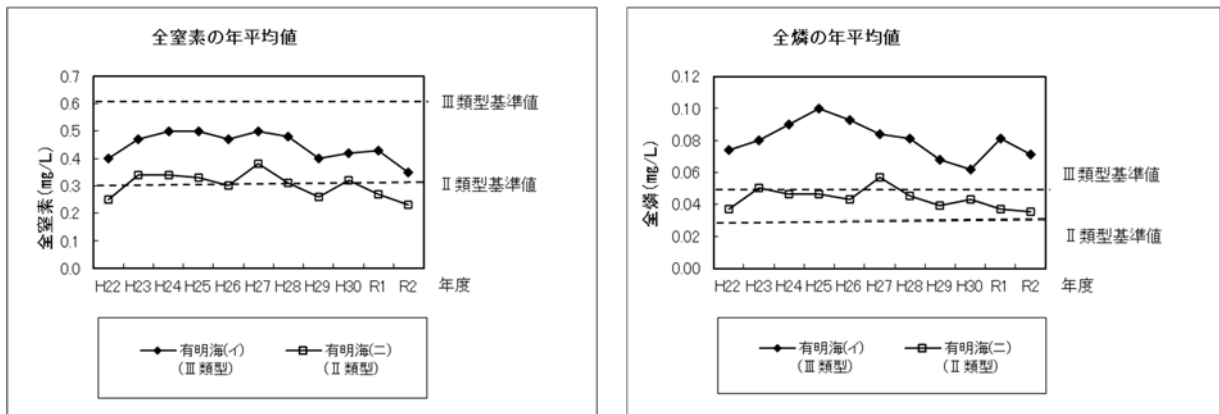 全窒素の年平均値
全窒素(㎎/L)
0.7
0.6
0.5
0.4
0.3
0.2
0.1
0.0
Ⅲ類型基準値
Ⅱ類型基準値
H22 H23 H24 H25 H26 H27 H28 H29 H30 R1 R2 年度
有明海(イ) 有明海(ニ)
(Ⅲ類型) (Ⅱ類型)
全燐の年平均値
全燐(㎎/L)
0.12
0.10
0.08
0.06
0.04
0.02
0.00
Ⅲ類型基準値
Ⅱ類型基準値
H22 H23 H24 H25 H26 H27 H28 H29 H30 R1 R2 年度
有明海(イ) 有明海(ニ)
(Ⅲ類型) (Ⅱ類型)